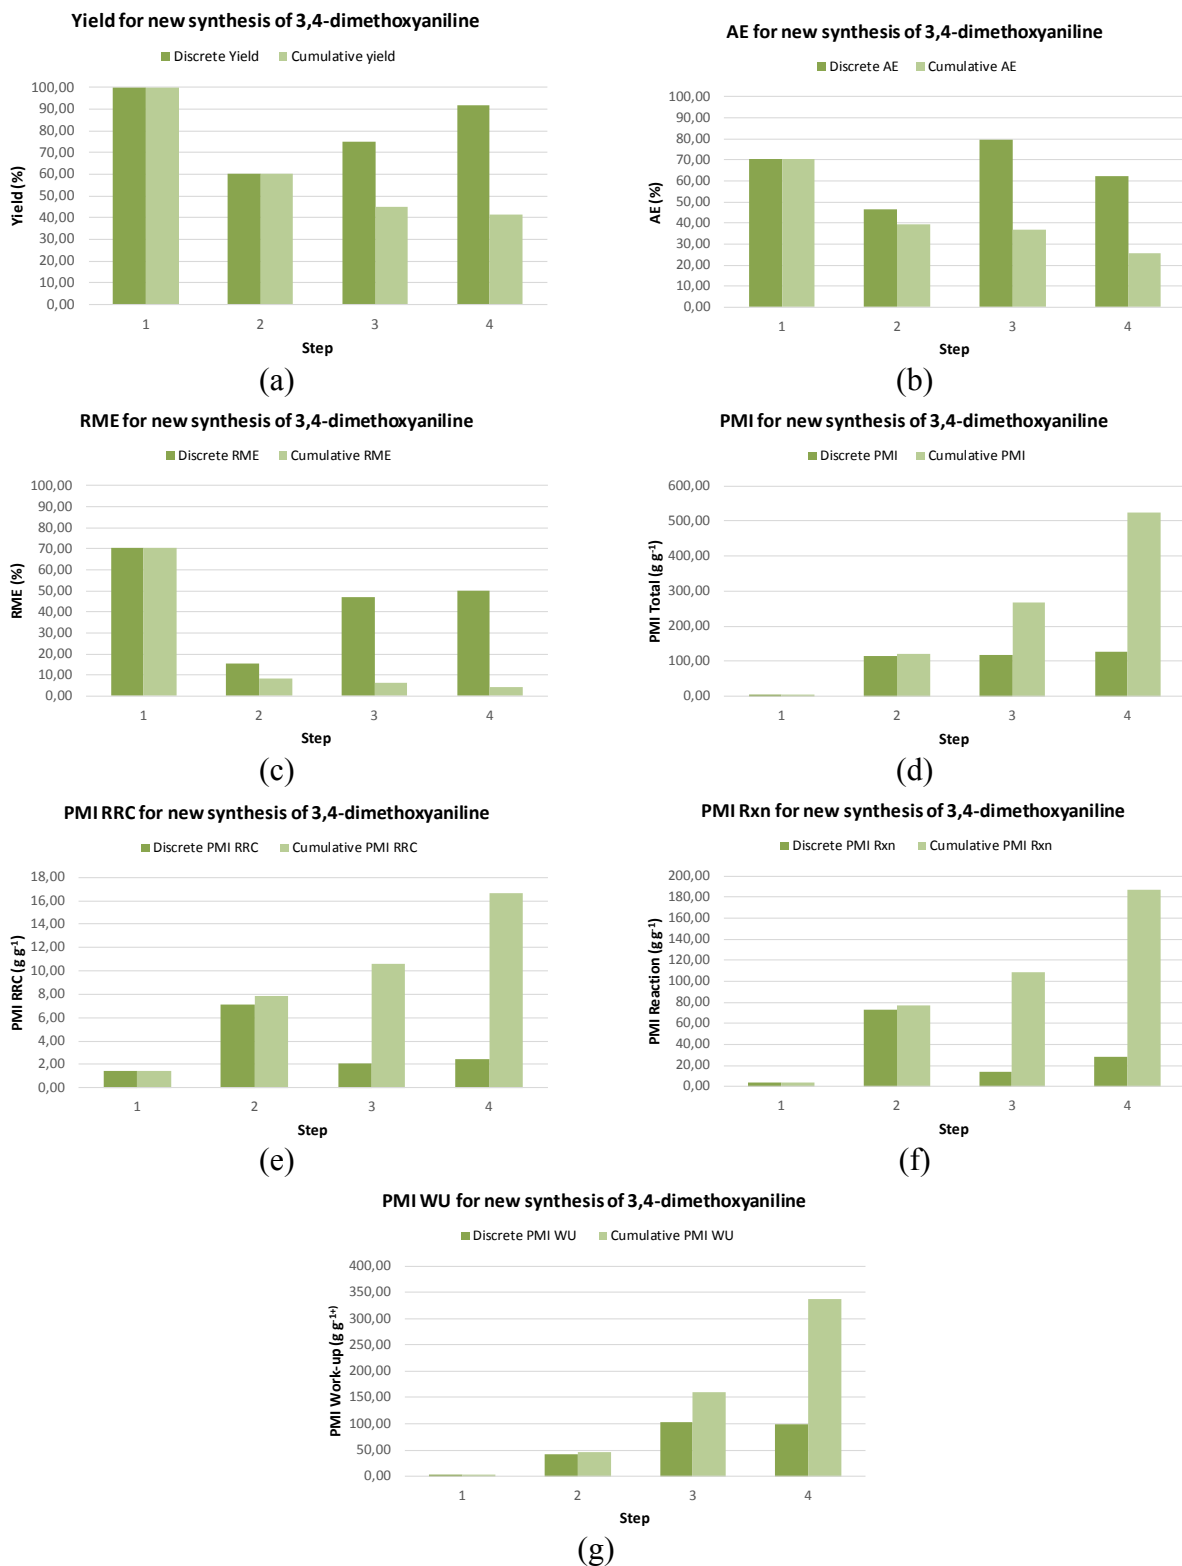 Yield for new synthesis of 3,4-dimethoxyaniline
Discrete Yield Cumulative yield
100,00
90,00
80,00
70,00
60,00
50,00
40,00
30,00
20,00
10,00
0,00
Yield (%)
1 2 3 4
Step
(a)
AE for new synthesis of 3,4-dimethoxyaniline
Discrete AE Cumulative AE
100,00
90,00
80,00
70,00
60,00
50,00
40,00
30,00
20,00
10,00
0,00
AE (%)
1 2 3 4
Step
(b)
RME for new synthesis of 3,4-dimethoxyaniline
Discrete RME Cumulative RME
100,00
90,00
80,00
70,00
60,00
50,00
40,00
30,00
20,00
10,00
0,00
RME (%)
1 2 3 4
Step
(c)
PMI for new synthesis of 3,4-dimethoxyaniline
Discrete PMI Cumulative PMI
600,00
500,00
400,00
300,00
200,00
100,00
0,00
PMI Total (g g⁻¹)
1 2 3 4
Step
(d)
PMI RRC for new synthesis of 3,4-dimethoxyaniline
Discrete PMI RRC Cumulative PMI RRC
18,00
16,00
14,00
12,00
10,00
8,00
6,00
4,00
2,00
0,00
PMI RRC (g g⁻¹)
1 2 3 4
Step
(e)
PMI Rxn for new synthesis of 3,4-dimethoxyaniline
Discrete PMI Rxn Cumulative PMI Rxn
200,00
180,00
160,00
140,00
120,00
100,00
80,00
60,00
40,00
20,00
0,00
PMI Reaction (g g⁻¹)
1 2 3 4
Step
(f)
PMI WU for new synthesis of 3,4-dimethoxyaniline
Discrete PMI WU Cumulative PMI WU
400,00
350,00
300,00
250,00
200,00
150,00
100,00
50,00
0,00
PMI Work-up (g g⁻¹⁺)
1 2 3 4
Step
(g)